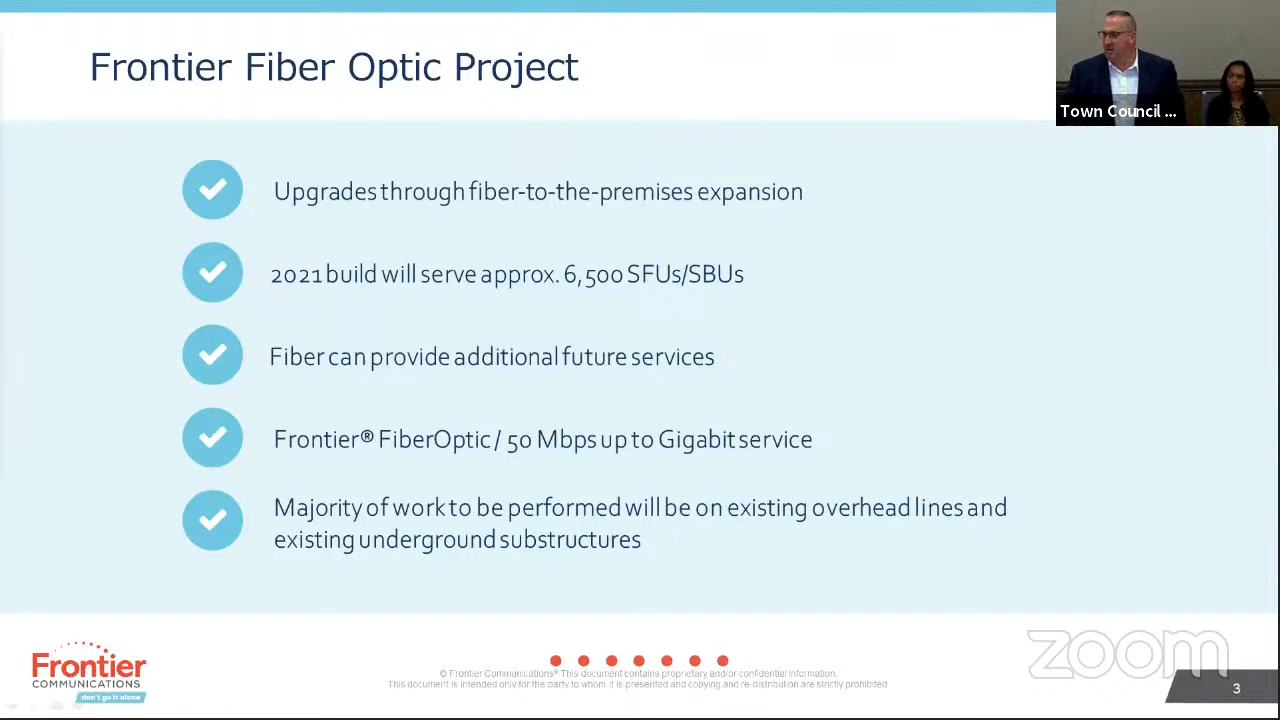 Frontier Fiber Optic Project
Town Council ...
Upgrades through fiber-to-the-premises expansion
2021 build will serve approx. 6,500 SFUs/SBUs
Fiber can provide additional future services
Frontier® FiberOptic / 50 Mbps up to Gigabit service
Majority of work to be performed will be on existing overhead lines and
existing underground substructures
Frontier
COMMUNICATIONS
don't go it alone
© Frontier Communications® This document contains proprietary and/or confidential information.
This document is intended only for the party to whom it is presented and copying and re-distribution are strictly prohibited
zoom
3